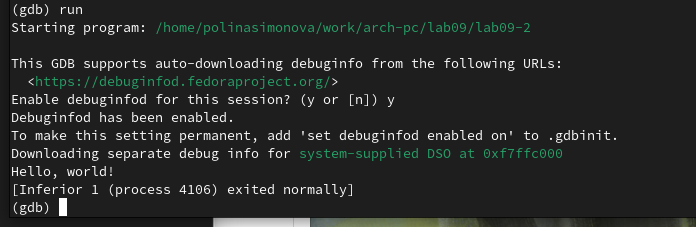 (gdb) run
Starting program: /home/polinasimonova/work/arch-pc/lab09/lab09-2
This GDB supports auto-downloading debuginfo from the following URLs:
  <https://debuginfod.fedoraproject.org/>
Enable debuginfod for this session? (y or [n]) y
Debuginfod has been enabled.
To make this setting permanent, add 'set debuginfod enabled on' to .gdbinit.
Downloading separate debug info for system-supplied DSO at 0xf7ffc000
Hello, world!
[Inferior 1 (process 4106) exited normally]
(gdb)